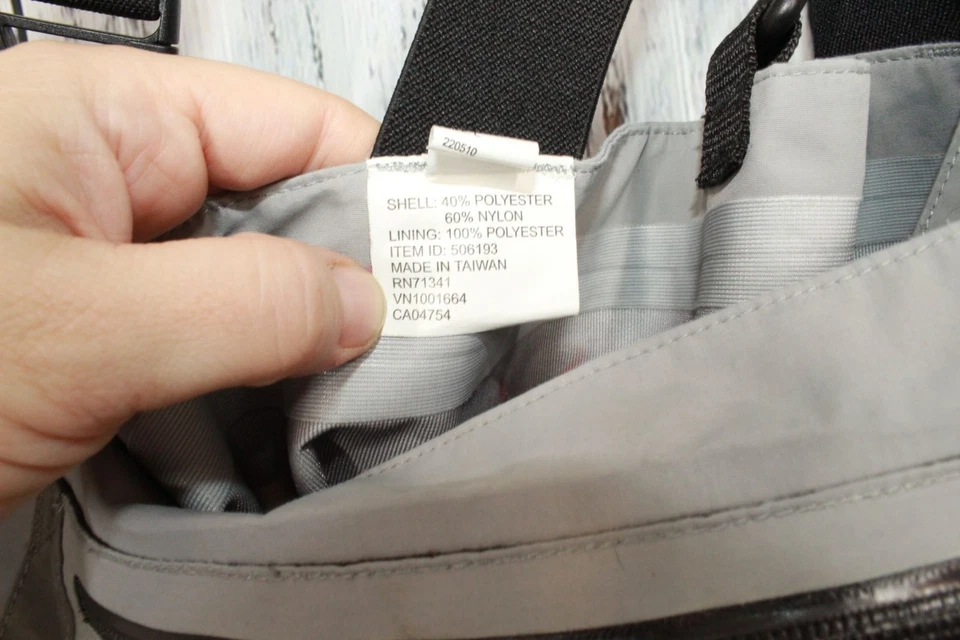 220510
SHELL: 40% POLYESTER
60% NYLON
LINING: 100% POLYESTER
ITEM ID: 506193
MADE IN TAIWAN
RN71341
VN1001664
CA04754